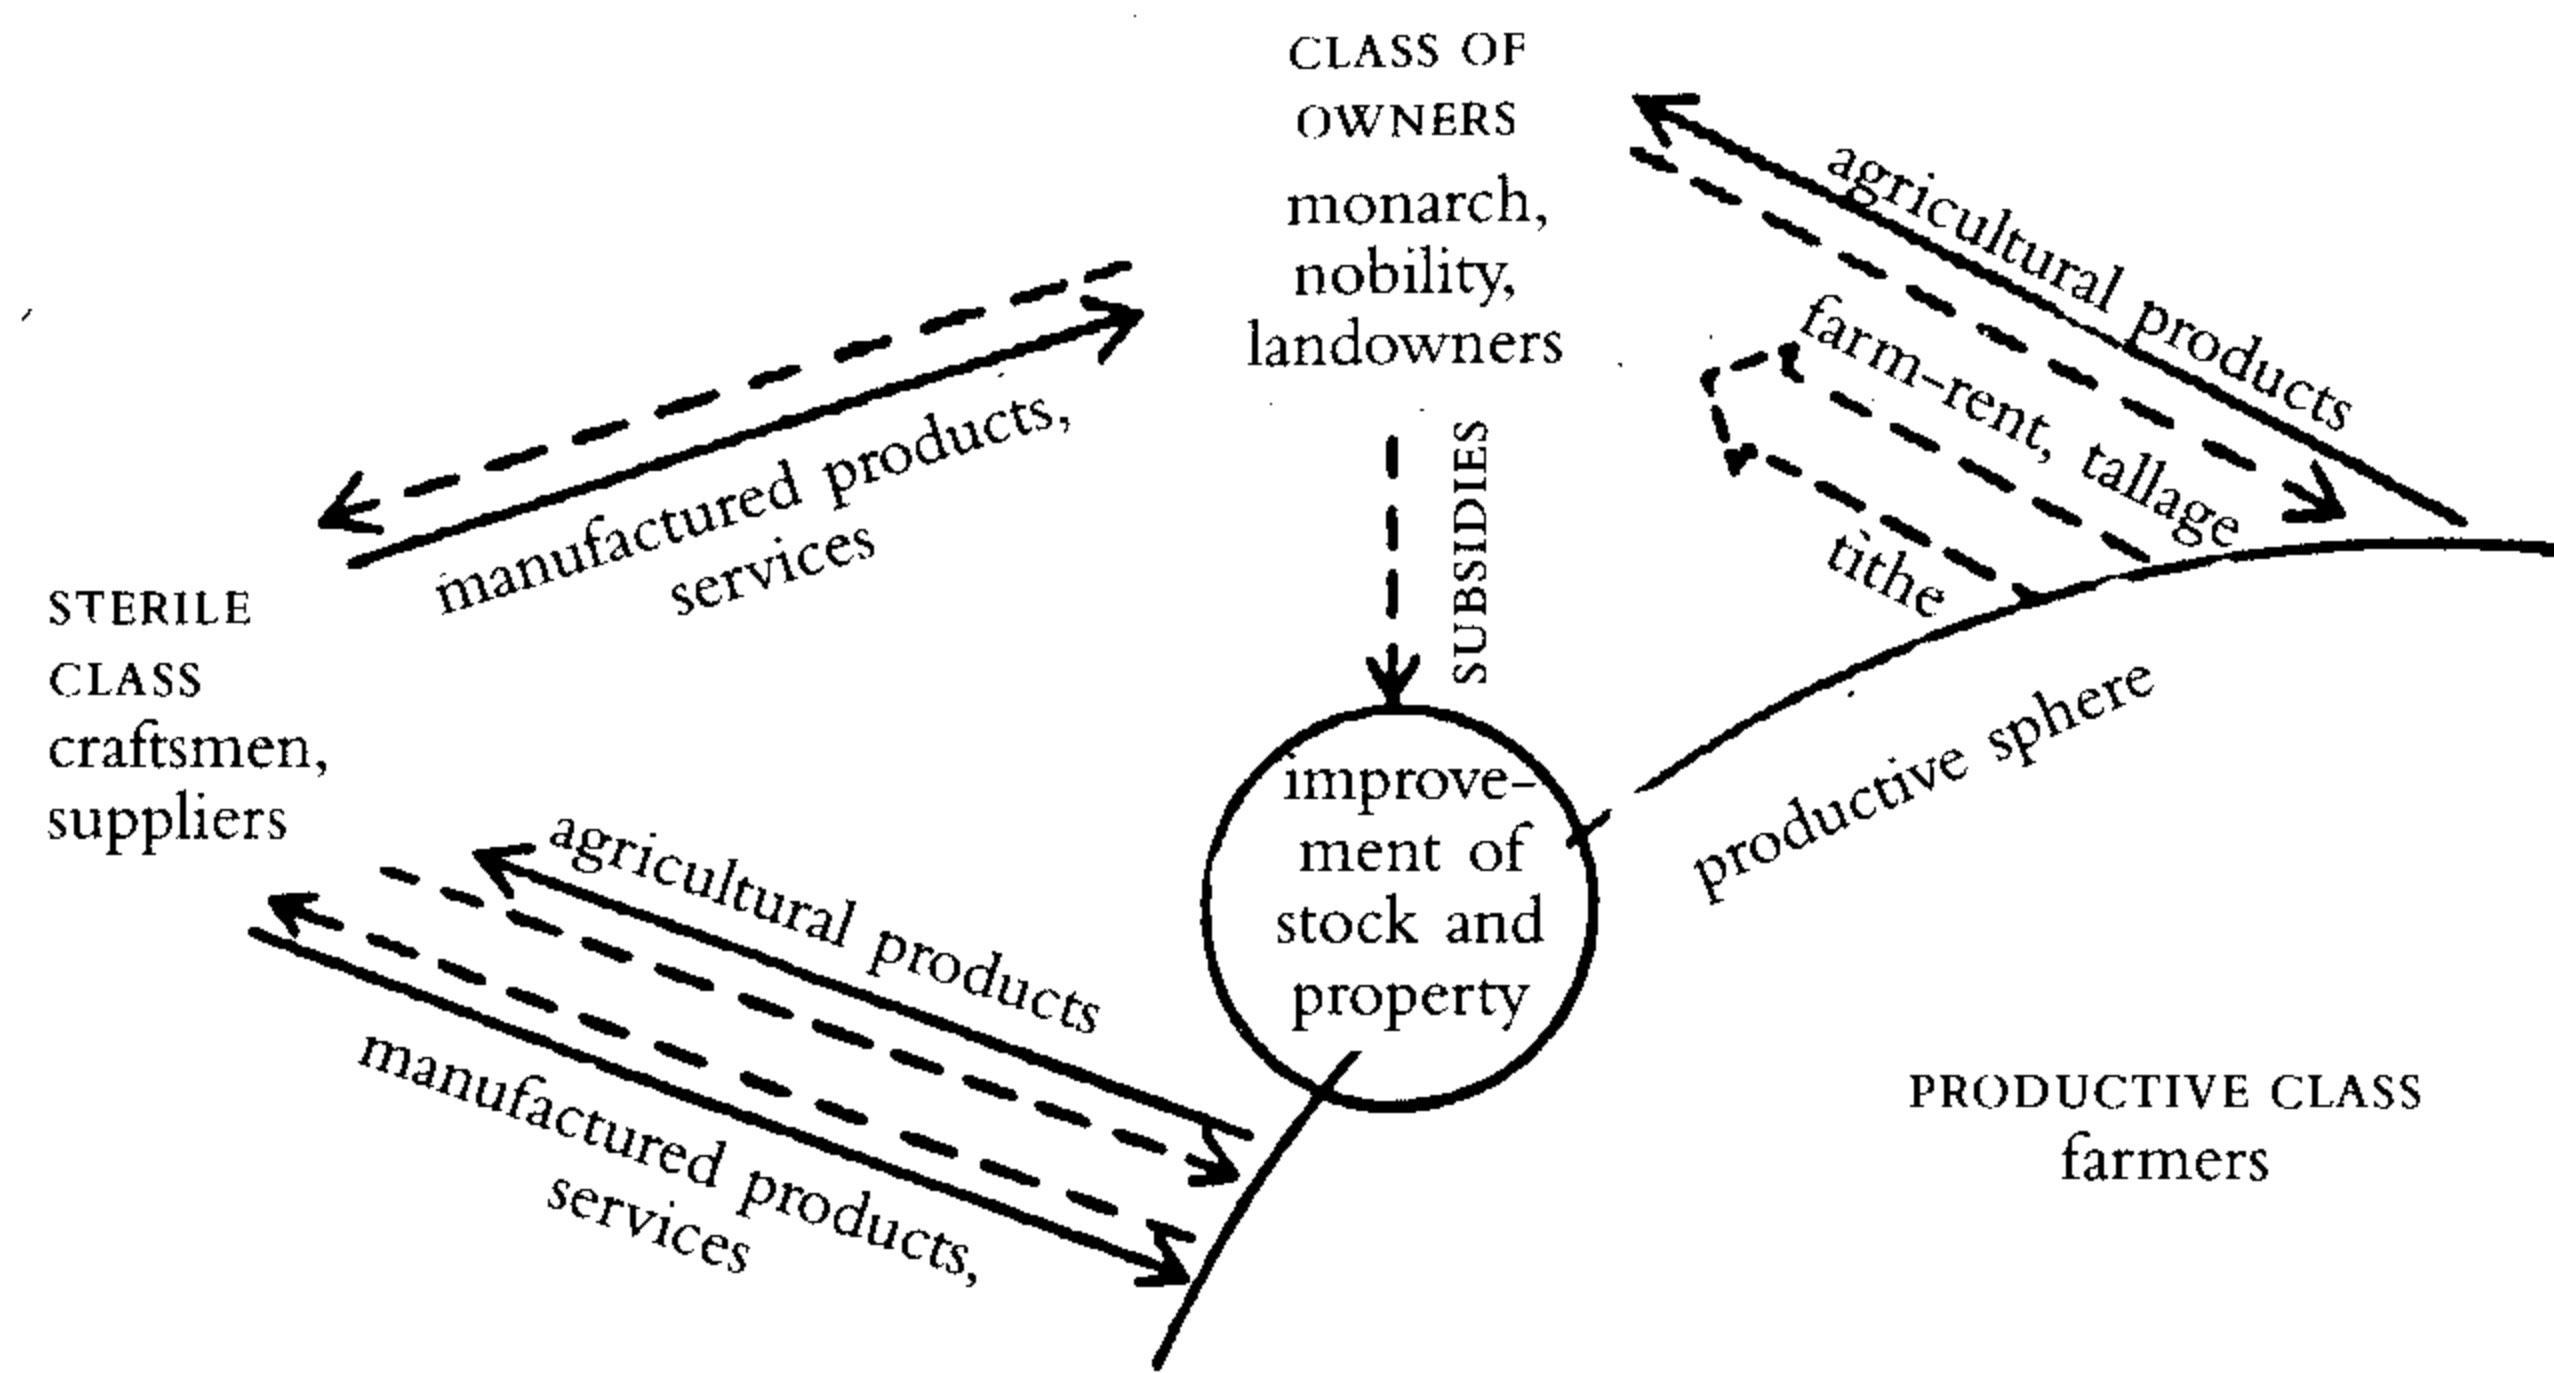 CLASS OF
OWNERS
monarch,
nobility,
landowners
agricultural products
farm-rent, tallage
tithe
manufactured products,
services
SUBSIDIES
STERILE
CLASS
craftsmen,
suppliers
improve-
ment of
stock and
property
productive sphere
agricultural products
manufactured products,
services
PRODUCTIVE CLASS
farmers